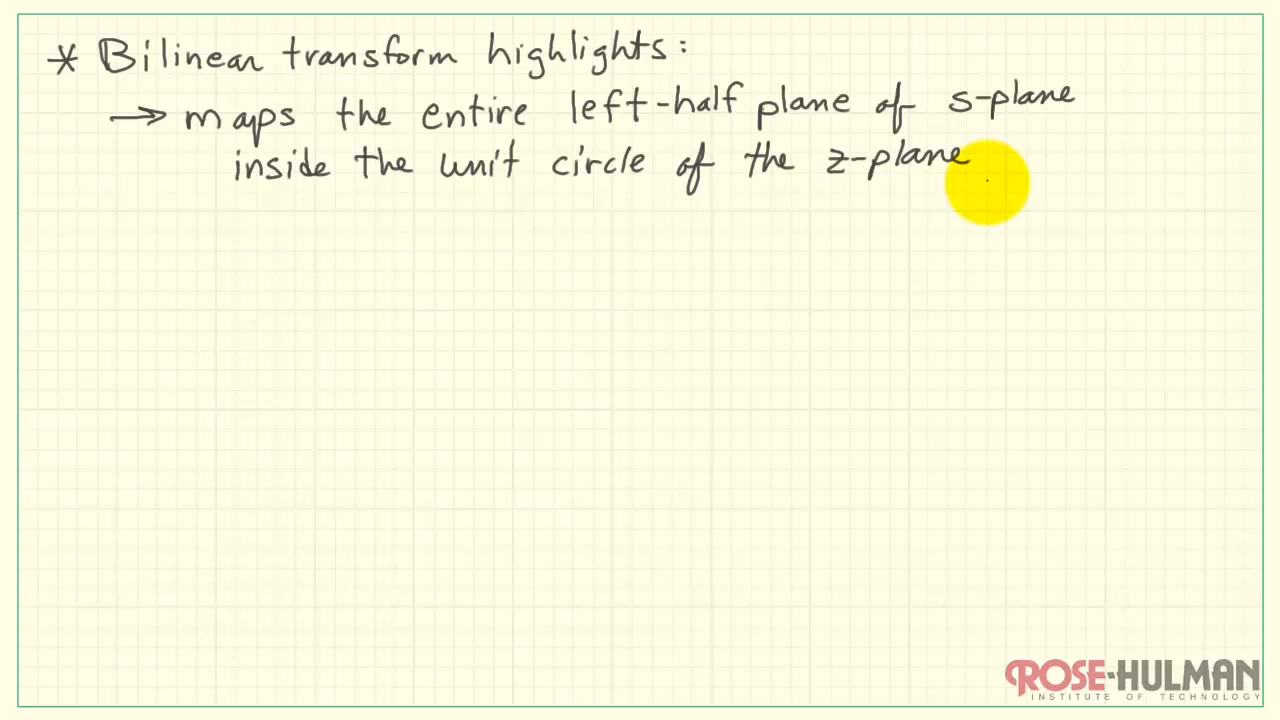 * Bilinear transform highlights:
→ maps the entire left-half plane of s-plane
inside the unit circle of the z-plane
ROSE-HULMAN
INSTITUTE OF TECHNOLOGY